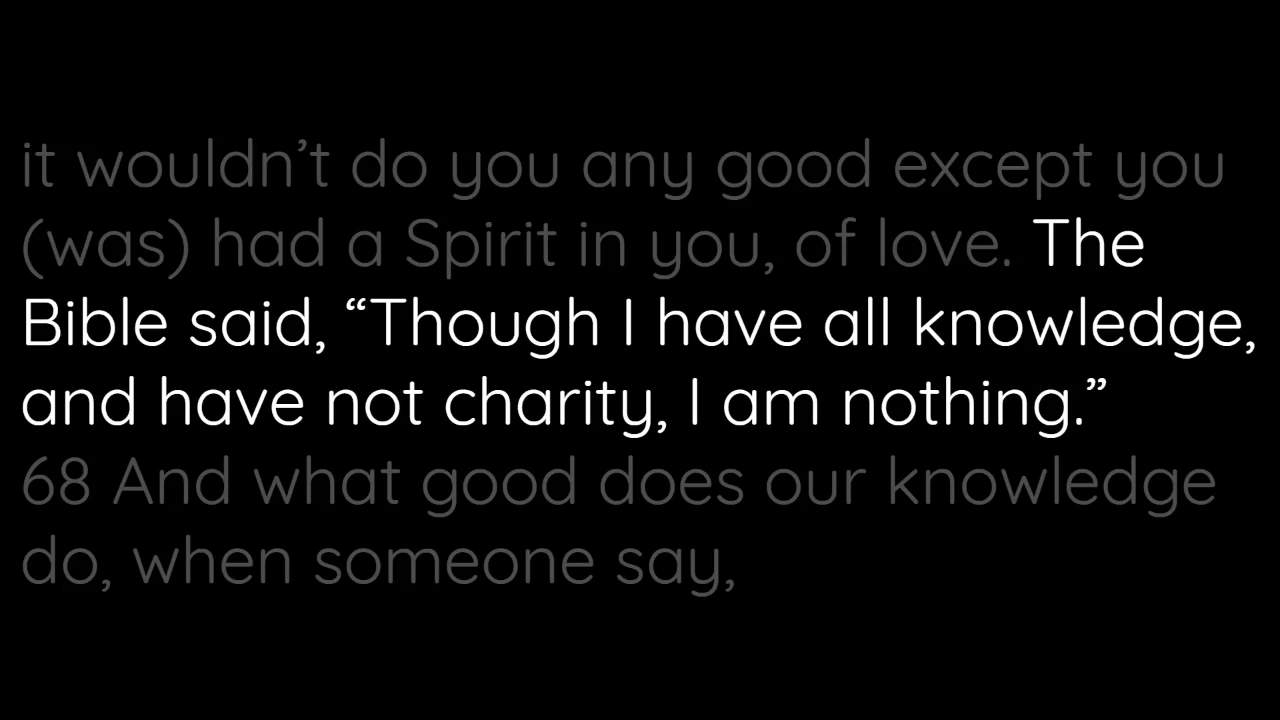 it wouldn’t do you any good except you
(was) had a Spirit in you, of love. The
Bible said, “Though I have all knowledge,
and have not charity, I am nothing.”
68 And what good does our knowledge
do, when someone say,